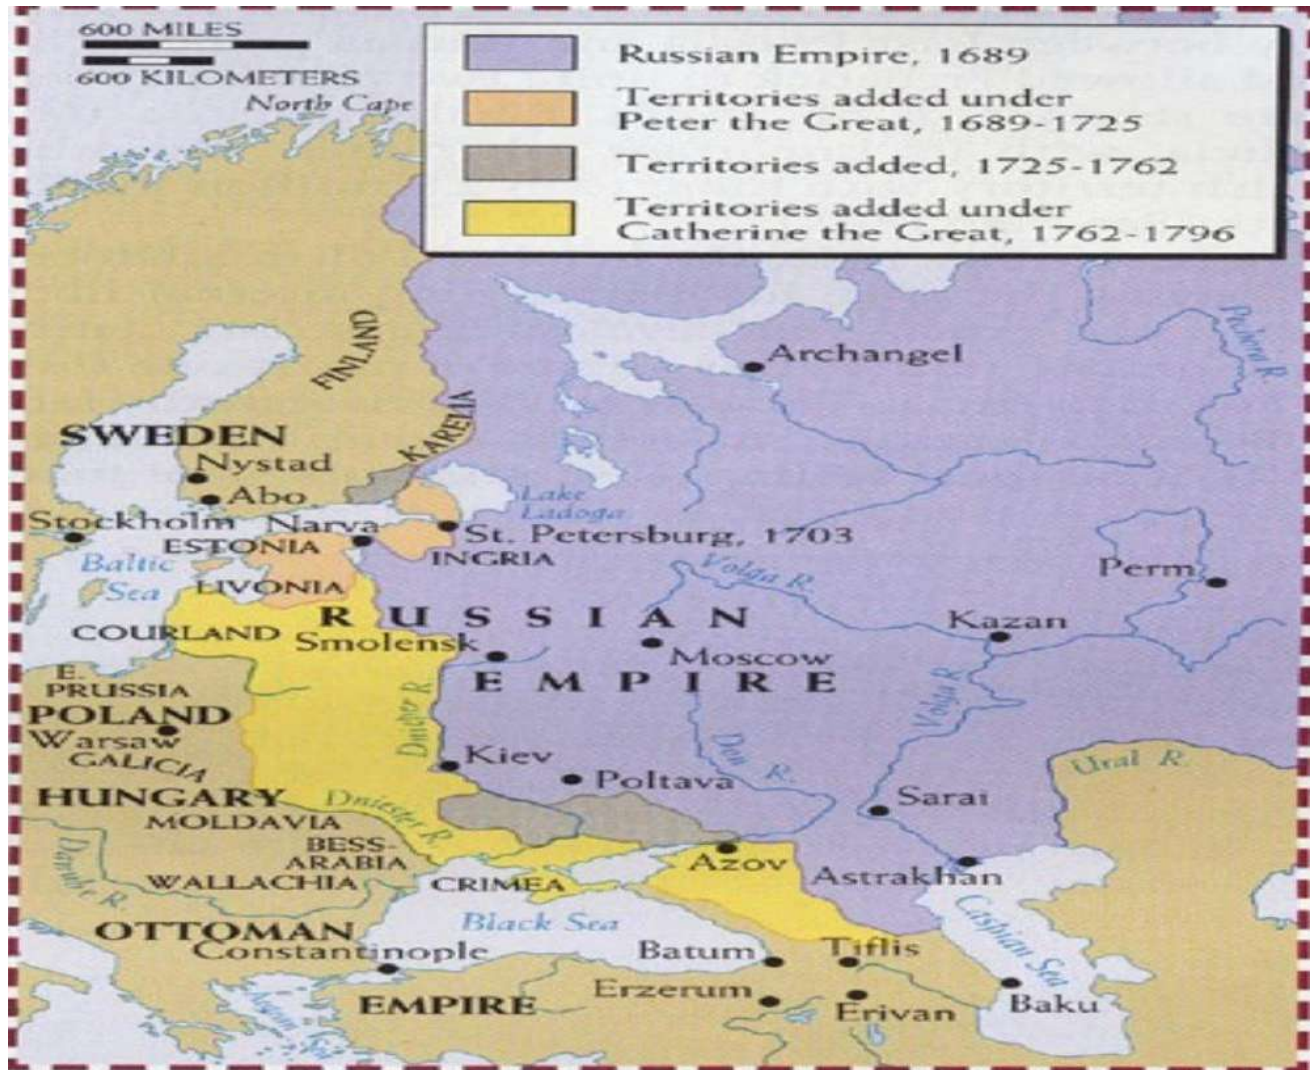 600 MILES
600 KILOMETERS
North Cape
Russian Empire, 1689
Territories added under
Peter the Great, 1689-1725
Territories added, 1725-1762
Territories added under
Catherine the Great, 1762-1796
Archangel
Pechora R.
FINLAND
KARELIA
SWEDEN
Nystad
Abo
Lake
Ladoga
Stockholm
Narva
St. Petersburg, 1703
ESTONIA
INGRIA
Baltic
Sea
LIVONIA
Volga R.
Perm
RUSSIAN
Kazan
COURLAND
Smolensk
Moscow
EMPIRE
E.
PRUSSIA
POLAND
Warsaw
Dnieper R.
Volga R.
GALICIA
Kiev
Don R.
Ural R.
Poltava
Sarai
HUNGARY
Dniester R.
MOLDAVIA
BESS-
ARABIA
Azov
Astrakhan
Danube R.
WALLACHIA
CRIMEA
Black Sea
Caspian Sea
OTTOMAN
Constantinople
Batum
Tiflis
EMPIRE
Erzerum
Erivan
Baku
Aegean
Sea